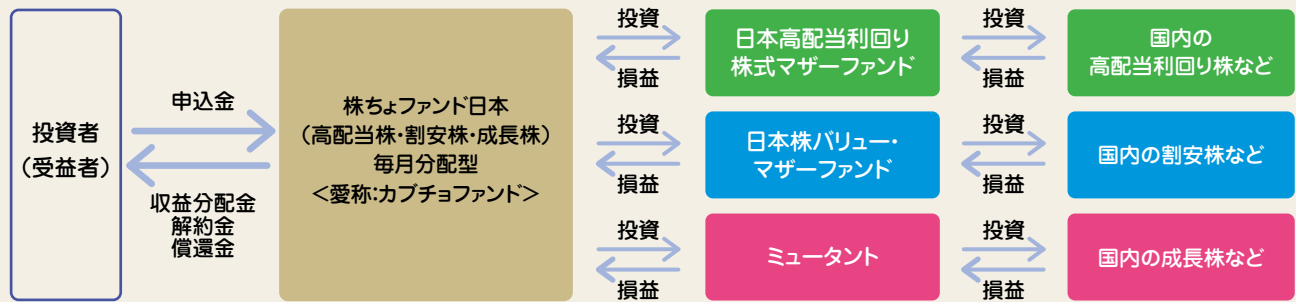 投資者
(受益者)
申込金
収益分配金
解約金
償還金
株ちょファンド日本
(高配当株・割安株・成長株)
毎月分配型
<愛称:カブチョファンド>
投資
損益
日本高配当利回り
株式マザーファンド
投資
損益
国内の
高配当利回り株など
投資
損益
日本株バリュー・
マザーファンド
投資
損益
国内の割安株など
投資
損益
ミュータント
投資
損益
国内の成長株など